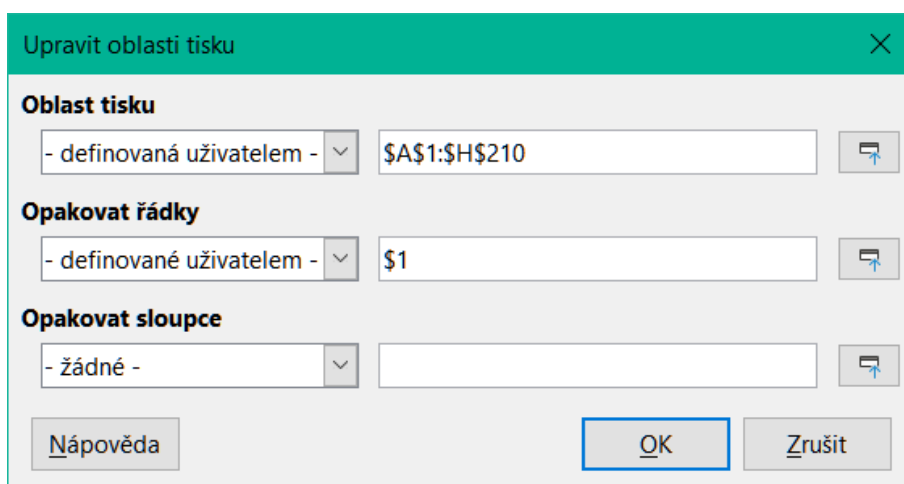 Upravit oblasti tisku
Oblast tisku
- definovaná uživatelem -
$A$1:$H$210
Opakovat řádky
- definované uživatelem -
$1
Opakovat sloupce
- žádné -
Nápověda
OK
Zrušit